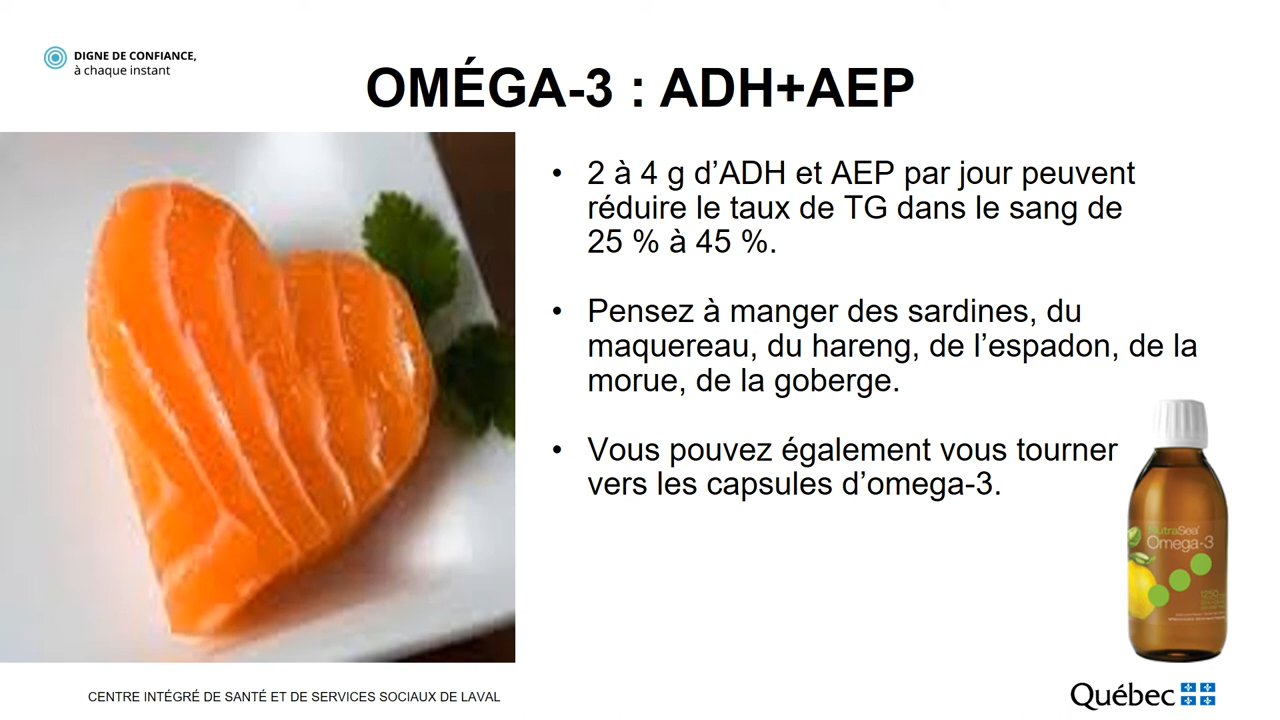 DIGNE DE CONFIANCE,
à chaque instant
OMÉGA-3 : ADH+AEP
• 2 à 4 g d’ADH et AEP par jour peuvent
réduire le taux de TG dans le sang de
25 % à 45 %.
• Pensez à manger des sardines, du
maquereau, du hareng, de l’espadon, de la
morue, de la goberge.
• Vous pouvez également vous tourner
vers les capsules d’omega-3.
NutraSea
Omega-3
1250
CENTRE INTÉGRÉ DE SANTÉ ET DE SERVICES SOCIAUX DE LAVAL
Québec